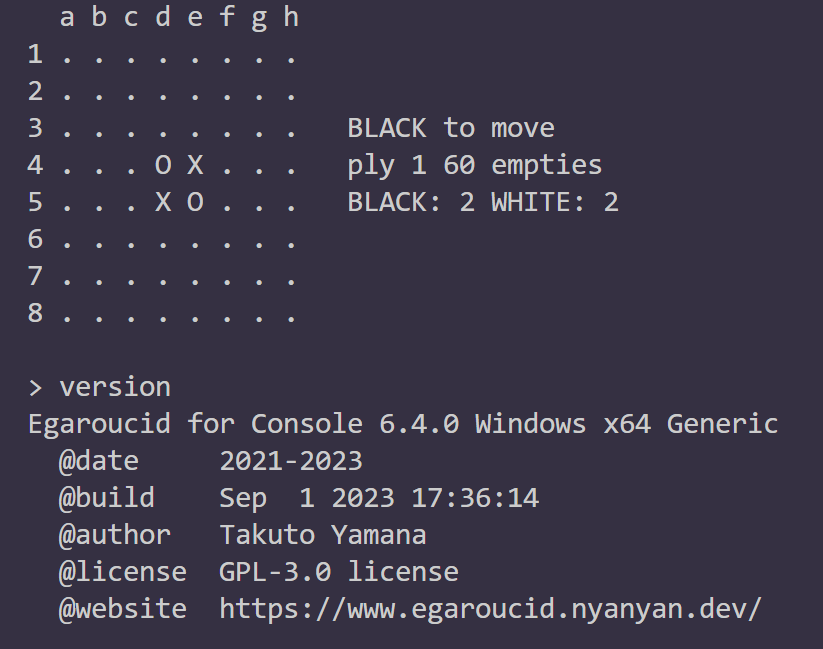 a b c d e f g h
1 . . . . . . . .
2 . . . . . . . .
3 . . . . . . . .   BLACK to move
4 . . . O X . . .   ply 1 60 empties
5 . . . X O . . .   BLACK: 2 WHITE: 2
6 . . . . . . . .
7 . . . . . . . .
8 . . . . . . . .

> version
Egaroucid for Console 6.4.0 Windows x64 Generic
  @date     2021-2023
  @build    Sep  1 2023 17:36:14
  @author   Takuto Yamana
  @license  GPL-3.0 license
  @website  https://www.egaroucid.nyanyan.dev/